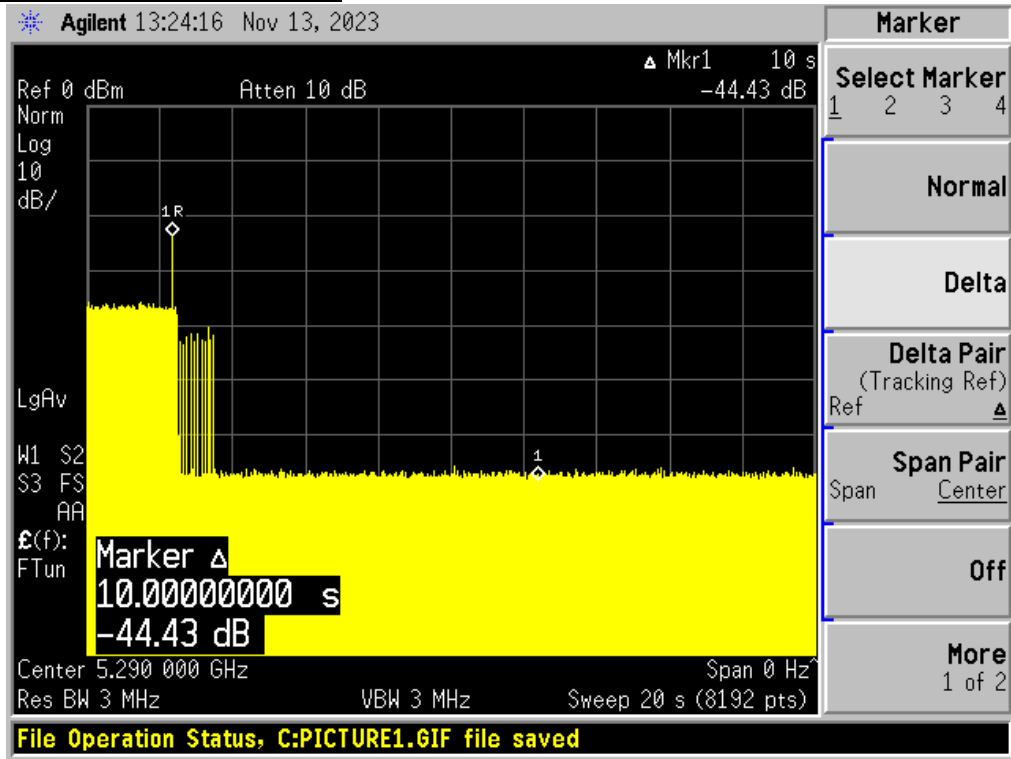 Agilent 13:24:16 Nov 13, 2023
Marker
Δ Mkr1 10 s
Ref 0 dBm Atten 10 dB -44.43 dB
Norm
Log
10
dB/
1R
LgAv
1
W1 S2
S3 FS
AA
£(f):
FTun
Marker Δ
10.00000000 s
-44.43 dB
Center 5.290 000 GHz Span 0 Hz^
Res BW 3 MHz VBW 3 MHz Sweep 20 s (8192 pts)
File Operation Status, C:PICTURE1.GIF file saved
Select Marker
1 2 3 4
Normal
Delta
Delta Pair
(Tracking Ref)
Ref Δ
Span Pair
Span Center
Off
More
1 of 2